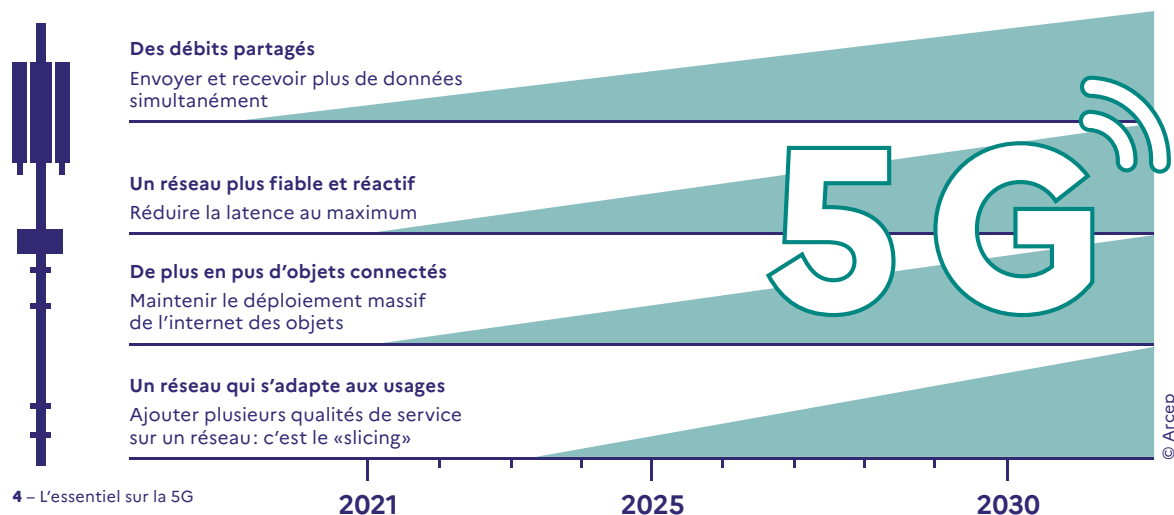 Des débits partagés
Envoyer et recevoir plus de données
simultanément
Un réseau plus fiable et réactif
Réduire la latence au maximum
De plus en pus d'objets connectés
Maintenir le déploiement massif
de l'internet des objets
Un réseau qui s'adapte aux usages
Ajouter plusieurs qualités de service
sur un réseau : c'est le «slicing»
5G
© Arcep
2021
2025
2030
4 – L'essentiel sur la 5G